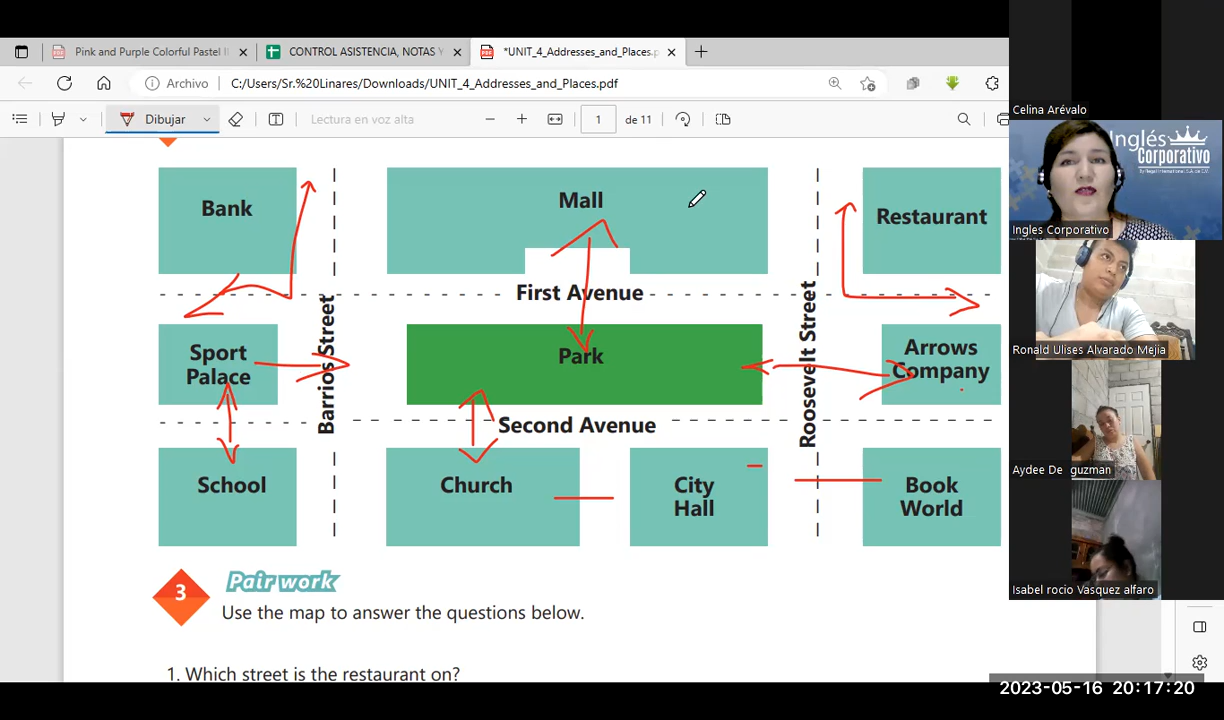 Pink and Purple Colorful Pastel Il
CONTROL ASISTENCIA, NOTAS Y
*UNIT_4_Addresses_and_Places.p
Archivo
C:/Users/Sr.%20Linares/Downloads/UNIT_4_Addresses_and_Places.pdf
Dibujar
Lectura en voz alta
1
de 11
Bank
Mall
Restaurant
First Avenue
Barrios Street
Roosevelt Street
Sport
Palace
Park
Arrows
Company
Second Avenue
School
Church
City
Hall
Book
World
3
Pair work
Use the map to answer the questions below.
1. Which street is the restaurant on?
Celina Arévalo
Inglés
Corporativo
Ingles Corporativo
Ronald Ulises Alvarado Mejía
Aydee De guzman
Isabel rocio Vasquez alfaro
2023-05-16 20:17:20